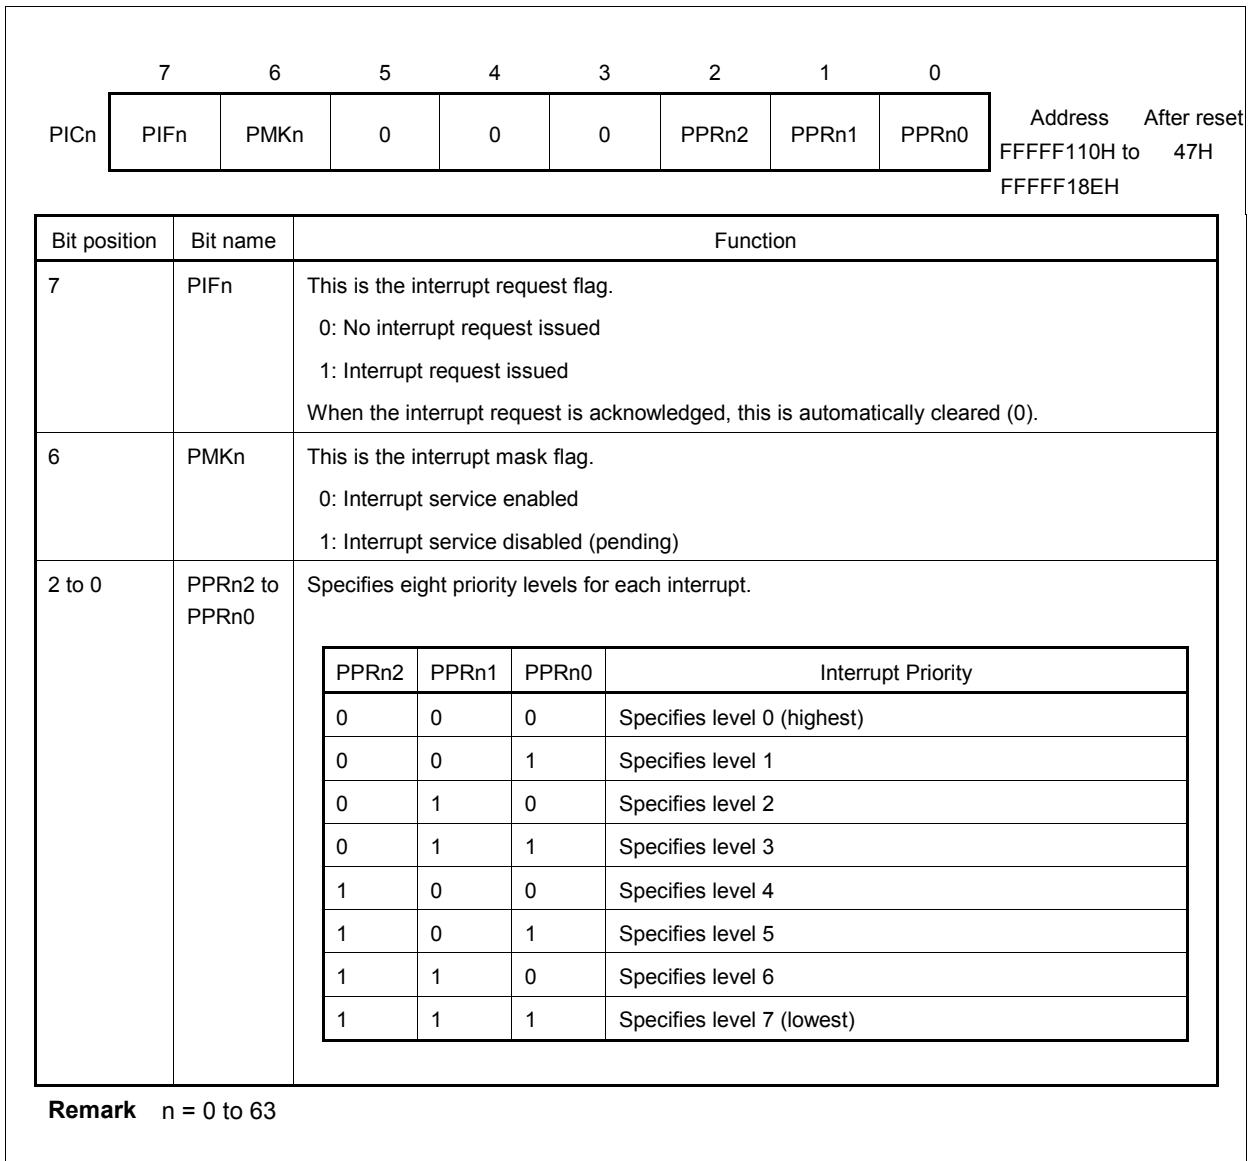 7 6 5 4 3 2 1 0
PICn PIFn PMKn 0 0 0 PPRn2 PPRn1 PPRn0 Address After reset
FFFFF110H to 47H
FFFFF18EH
Bit position Bit name Function
7 PIFn This is the interrupt request flag.
0: No interrupt request issued
1: Interrupt request issued
When the interrupt request is acknowledged, this is automatically cleared (0).
6 PMKn This is the interrupt mask flag.
0: Interrupt service enabled
1: Interrupt service disabled (pending)
2 to 0 PPRn2 to Specifies eight priority levels for each interrupt.
PPRn0
PPRn2 PPRn1 PPRn0 Interrupt Priority
0 0 0 Specifies level 0 (highest)
0 0 1 Specifies level 1
0 1 0 Specifies level 2
0 1 1 Specifies level 3
1 0 0 Specifies level 4
1 0 1 Specifies level 5
1 1 0 Specifies level 6
1 1 1 Specifies level 7 (lowest)
Remark n = 0 to 63